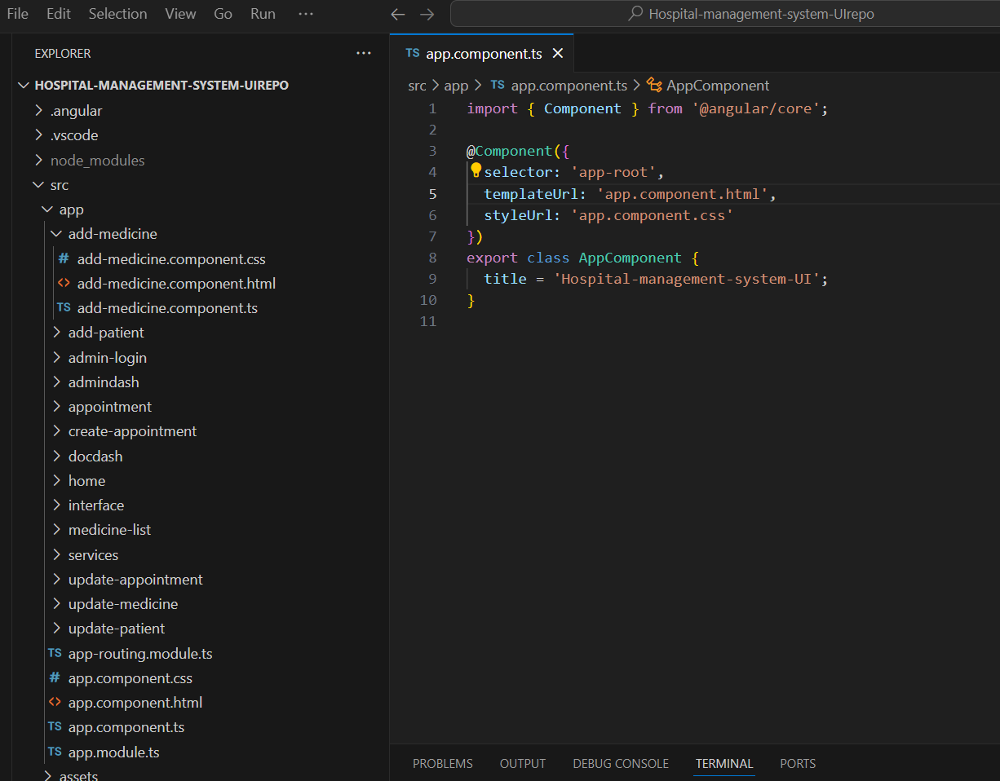 File Edit Selection View Go Run ···
Hospital-management-system-UIrepo
EXPLORER
HOSPITAL-MANAGEMENT-SYSTEM-UIREPO
.angular
.vscode
node_modules
src
app
add-medicine
# add-medicine.component.css
<> add-medicine.component.html
TS add-medicine.component.ts
add-patient
admin-login
admindash
appointment
create-appointment
docdash
home
interface
medicine-list
services
update-appointment
update-medicine
update-patient
TS app-routing.module.ts
# app.component.css
<> app.component.html
TS app.component.ts
TS app.module.ts
assets
TS app.component.ts
src > app > TS app.component.ts > AppComponent
1 import { Component } from '@angular/core';
2
3 @Component({
4 selector: 'app-root',
5 templateUrl: 'app.component.html',
6 styleUrl: 'app.component.css'
7 })
8 export class AppComponent {
9 title = 'Hospital-management-system-UI';
10 }
11
PROBLEMS OUTPUT DEBUG CONSOLE TERMINAL PORTS